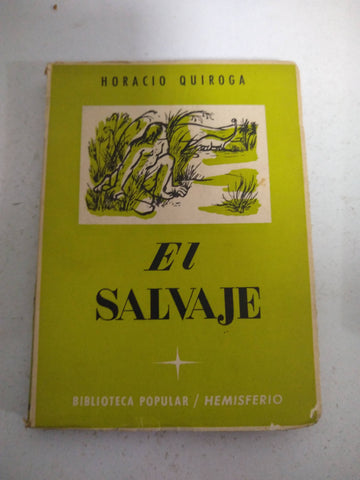 HORACIO QUIROGA
El
SALVAJE
BIBLIOTECA POPULAR / HEMISFERIO